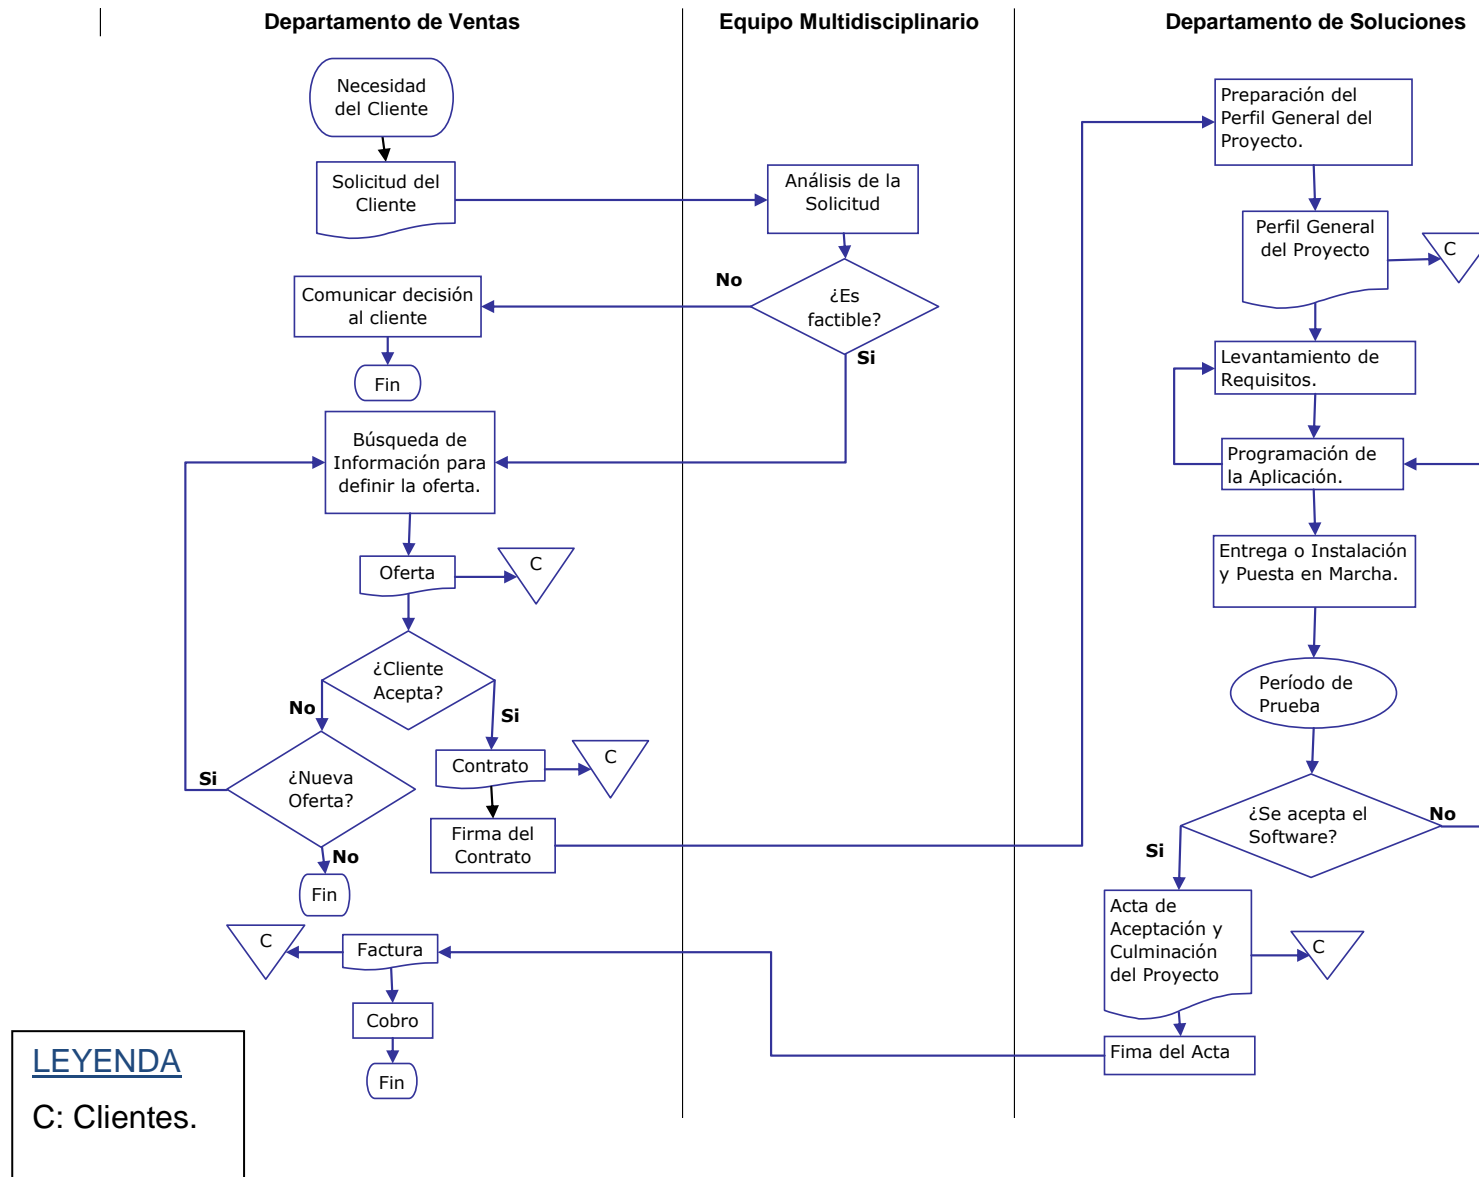 Departamento de Ventas
Equipo Multidisciplinario
Departamento de Soluciones
Necesidad
del Cliente
Solicitud del
Cliente
Comunicar decisión
al cliente
Fin
Búsqueda de
Información para
definir la oferta.
Oferta
C
¿Cliente
Acepta?
No
Si
Contrato
C
¿Nueva
Oferta?
Si
No
Fin
Firma del
Contrato
Factura
C
Cobro
Fin
Análisis de la
Solicitud
¿Es
factible?
No
Si
Preparación del
Perfil General del
Proyecto.
Perfil General
del Proyecto
C
Levantamiento de
Requisitos.
Programación de
la Aplicación.
Entrega o Instalación
y Puesta en Marcha.
Período de
Prueba
¿Se acepta el
Software?
No
Si
Acta de
Aceptación y
Culminación
del Proyecto
C
Fima del Acta
LEYENDA
C: Clientes.